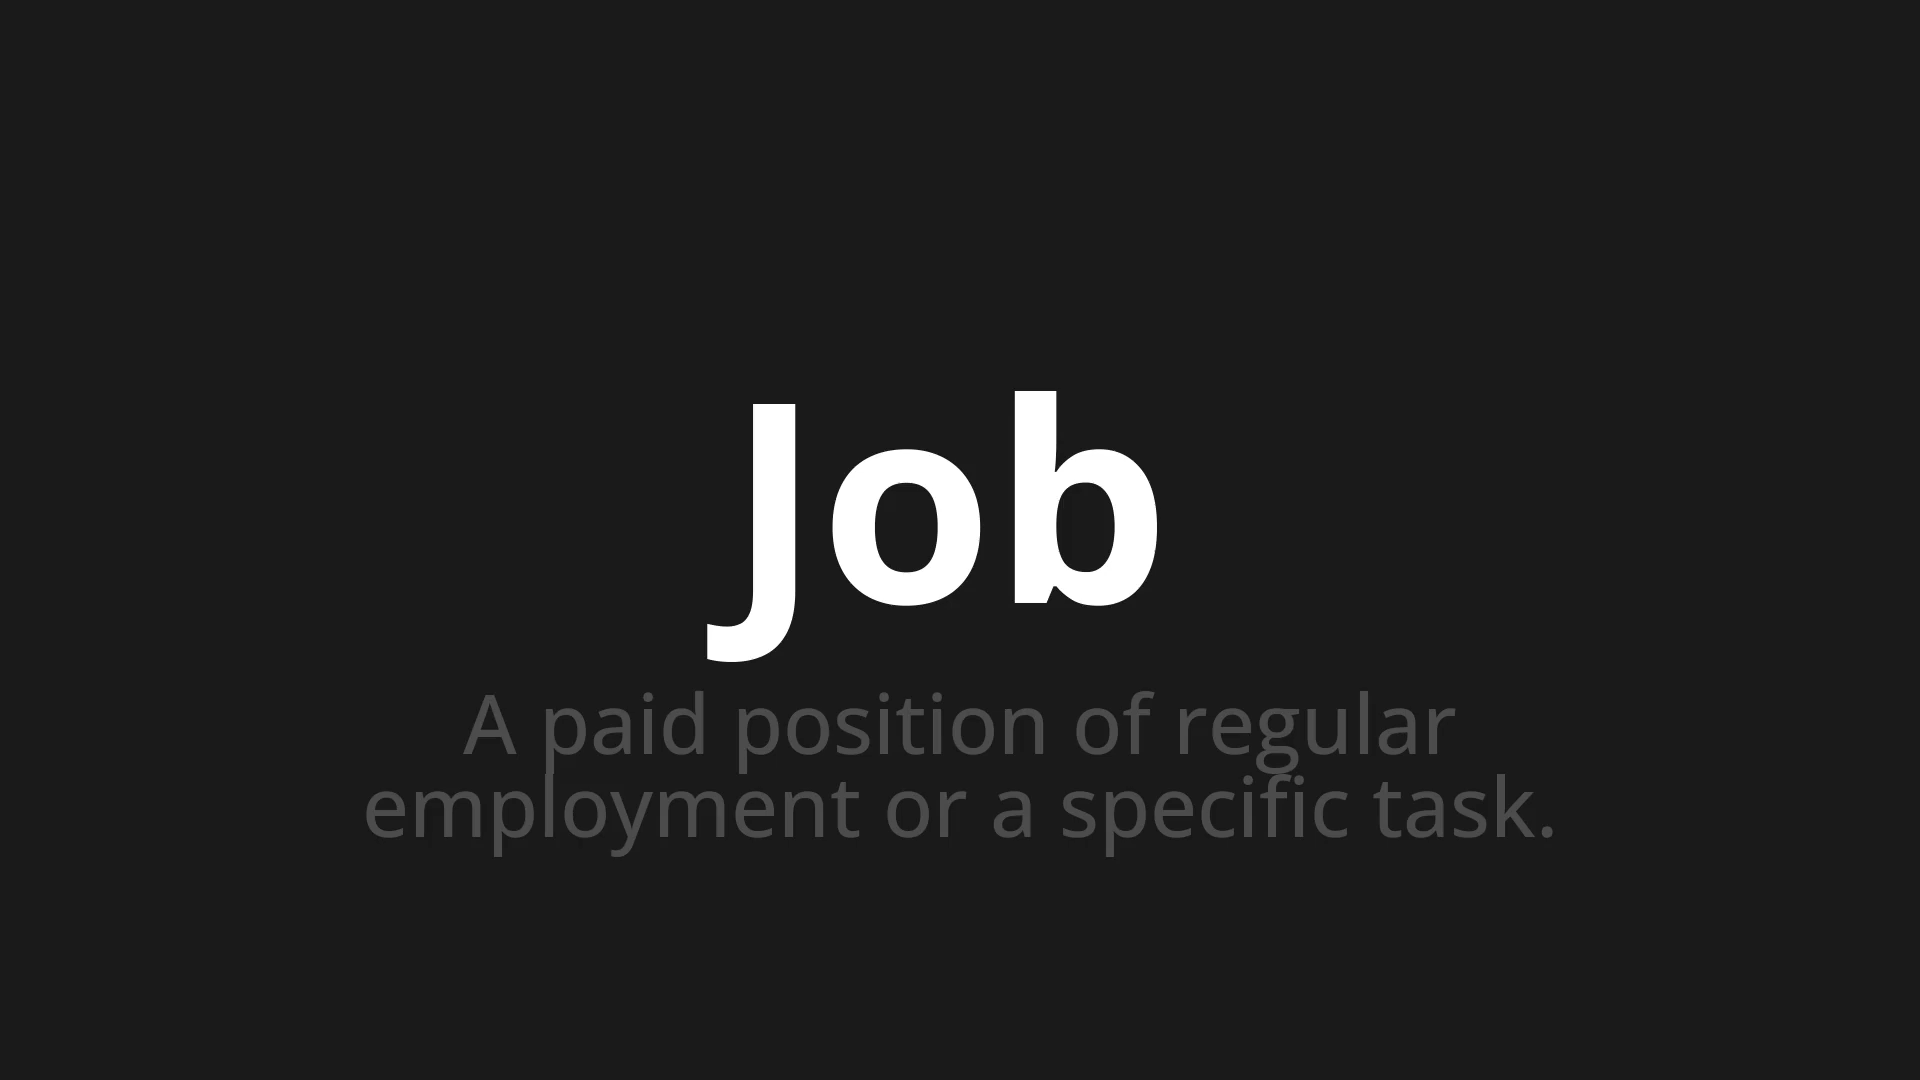 Job
A paid position of regular
employment or a specific task.